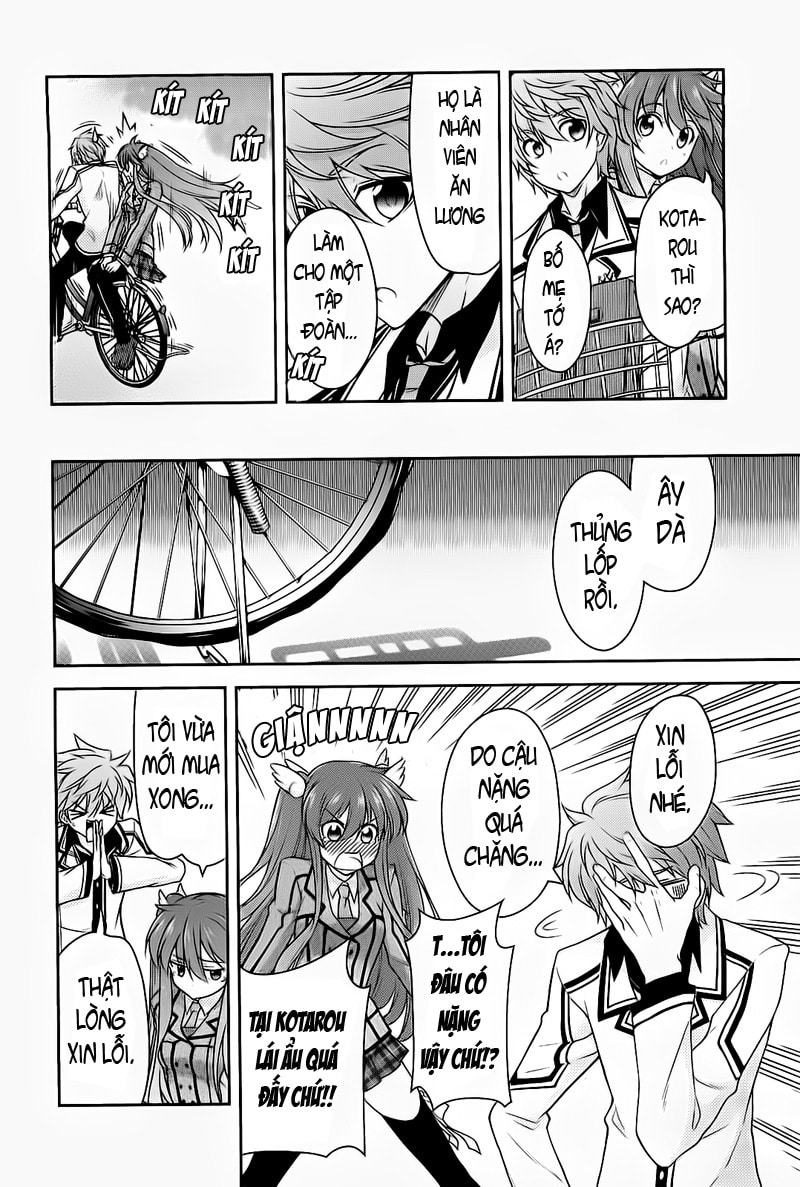 KOTA-
ROU THÌ
SAO?
BỐ
MẸ
TỚ
Á?
HỌ LÀ
NHÂN
VIÊN
ĂN
LƯƠNG
LÀM
CHO MỘT
TẬP
ĐOÀN...
KÍT
KÍT
KÍT
KÍT
KÍT
KÍT
ÂY
DÀ
THỦNG
LỐP
RỒI,
XIN
LỖI
NHÉ,
DO CẬU
NẶNG
QUÁ
CHĂNG...
GIẬNNNNN
T...TÔI
ĐÂU CÓ
NẶNG
VẬY CHỨ!?
TẠI KOTAROU
LÁI ẨU QUÁ
ĐẤY CHỨ!!
TÔI VỪA
MỚI MUA
XONG...
THẬT
LÒNG
XIN LỖI,